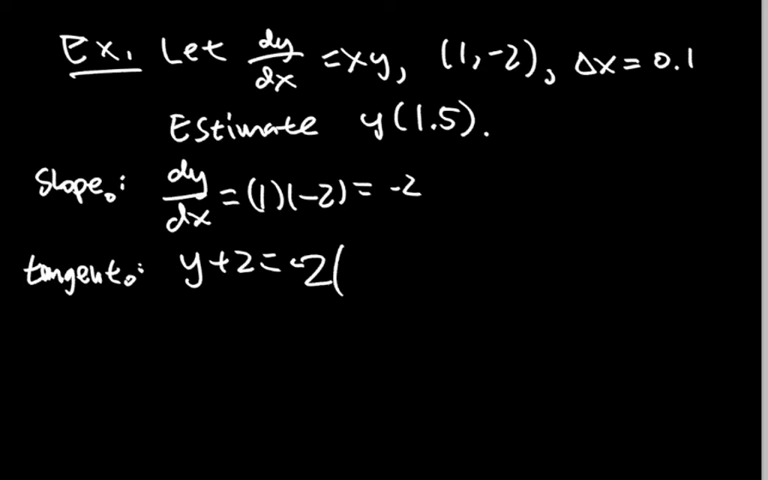 Ex. Let dy/dx = xy, (1,-2), Δx = 0.1
Estimate y(1.5).
Slope₀: dy/dx = (1)(-2) = -2
tangent₀: y+2 = -2(